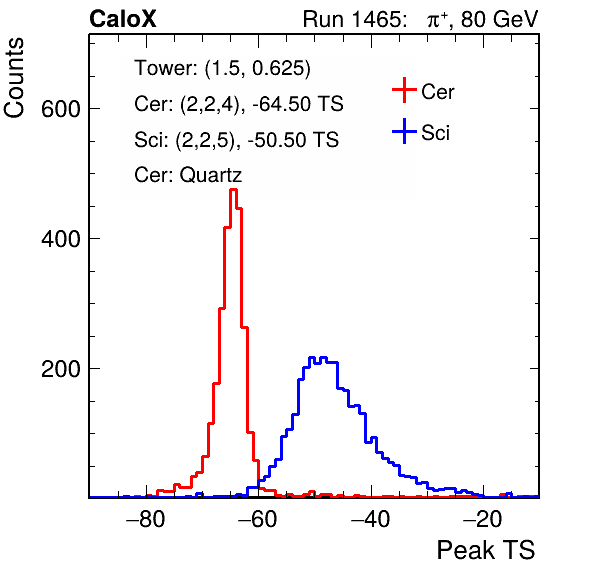 CaloX Run 1465: π⁺, 80 GeV
Counts
Tower: (1.5, 0.625)
Cer: (2,2,4), -64.50 TS
Sci: (2,2,5), -50.50 TS
Cer: Quartz
Cer
Sci
600
400
200
−80 −60 −40 −20
Peak TS